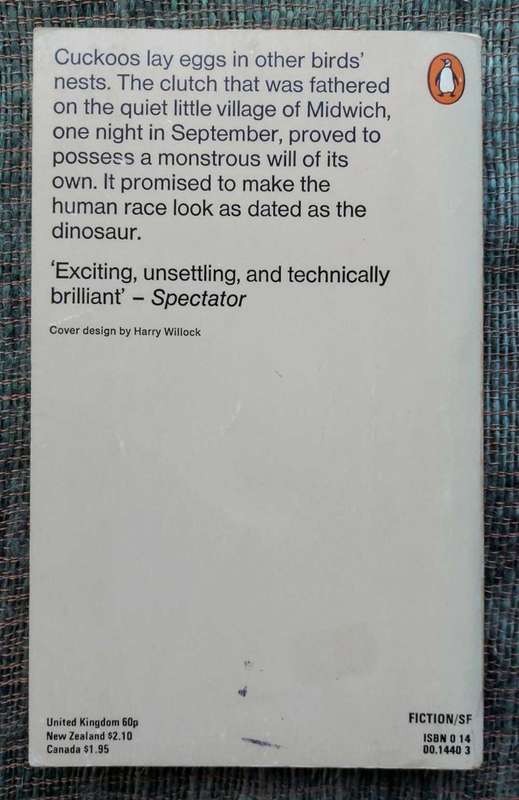 Cuckoos lay eggs in other birds'
nests. The clutch that was fathered
on the quiet little village of Midwich,
one night in September, proved to
possess a monstrous will of its
own. It promised to make the
human race look as dated as the
dinosaur.
'Exciting, unsettling, and technically
brilliant' – Spectator
Cover design by Harry Willock
United Kingdom 60p
New Zealand $2.10
Canada $1.95
FICTION/SF
ISBN 0 14
00.1440 3